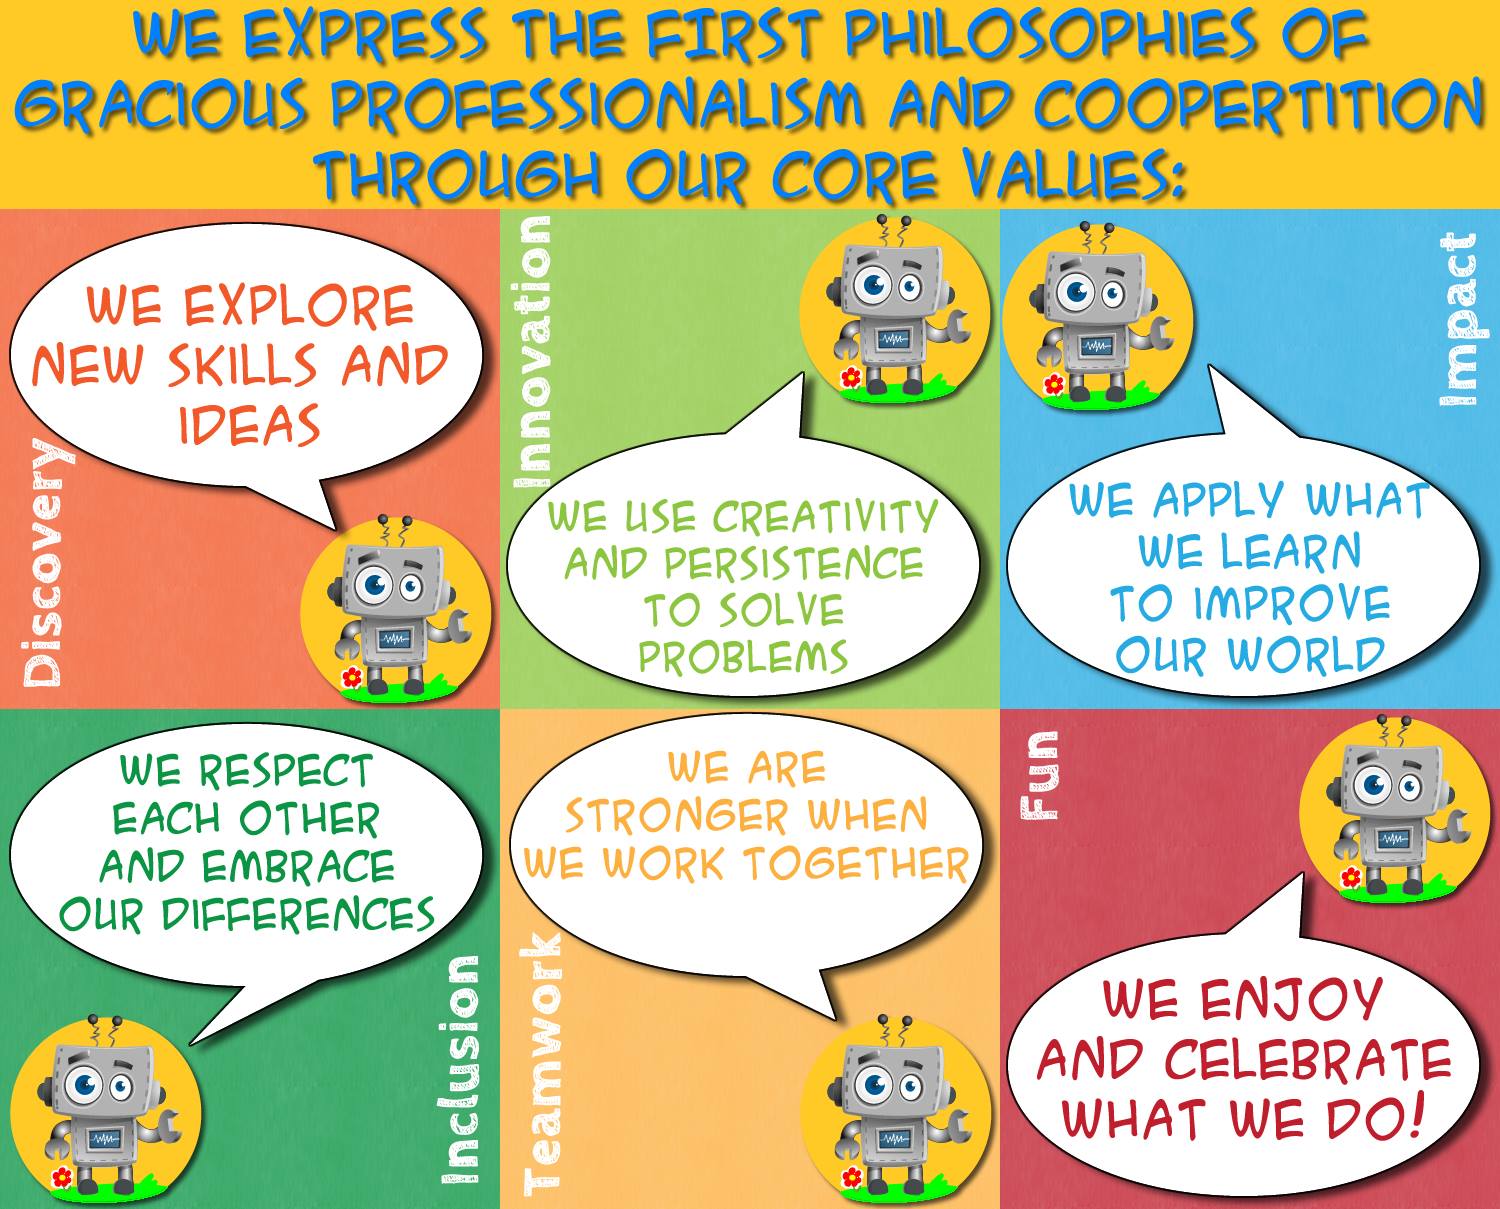 WE EXPRESS THE FIRST PHILOSOPHIES OF
GRACIOUS PROFESSIONALISM AND COOPERTITION
THROUGH OUR CORE VALUES:
Discovery
WE EXPLORE
NEW SKILLS AND
IDEAS
Innovation
WE USE CREATIVITY
AND PERSISTENCE
TO SOLVE
PROBLEMS
Impact
WE APPLY WHAT
WE LEARN
TO IMPROVE
OUR WORLD
Inclusion
WE RESPECT
EACH OTHER
AND EMBRACE
OUR DIFFERENCES
Teamwork
WE ARE
STRONGER WHEN
WE WORK TOGETHER
Fun
WE ENJOY
AND CELEBRATE
WHAT WE DO!